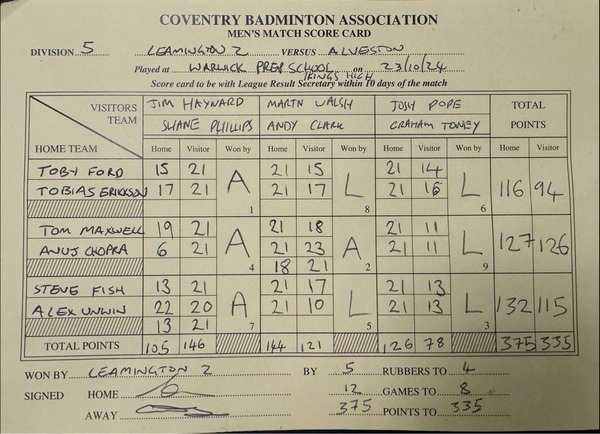 COVENTRY BADMINTON ASSOCIATION
MEN'S MATCH SCORE CARD
DIVISION 5 LEAMINGTON 2 VERSUS ALVESTON
Played at WARWICK PREP SCHOOL on 23/10/24
KINGS HIGH
Score card to be with League Result Secretary within 10 days of the match
VISITORS TEAM JIM HAYWARD MARTIN WALSH JOSH POPE TOTAL POINTS
SHANE PHILLIPS ANDY CLARK GRAHAM TOMEY
HOME TEAM Home Visitor Won by Home Visitor Won by Home Visitor Won by Home Visitor
TOBY FORD 15 21 A 21 15 L 21 14 L 116 94
TOBIAS ERIKKSON 17 21 1 21 17 8 21 16 6
TOM MAXWELL 19 21 A 21 18 A 21 11 L 127 126
ANUJ CHOPRA 6 21 21 23 21 11
4 18 21 2 9
STEVE FISH 13 21 A 21 17 L 21 13 L 132 115
ALEX UNWIN 22 20 21 10 21 13
13 21 7 5 3
TOTAL POINTS 105 146 144 121 126 78 375 335
WON BY LEAMINGTON 2 BY 5 RUBBERS TO 4
SIGNED HOME 12 GAMES TO 8
AWAY 375 POINTS TO 335